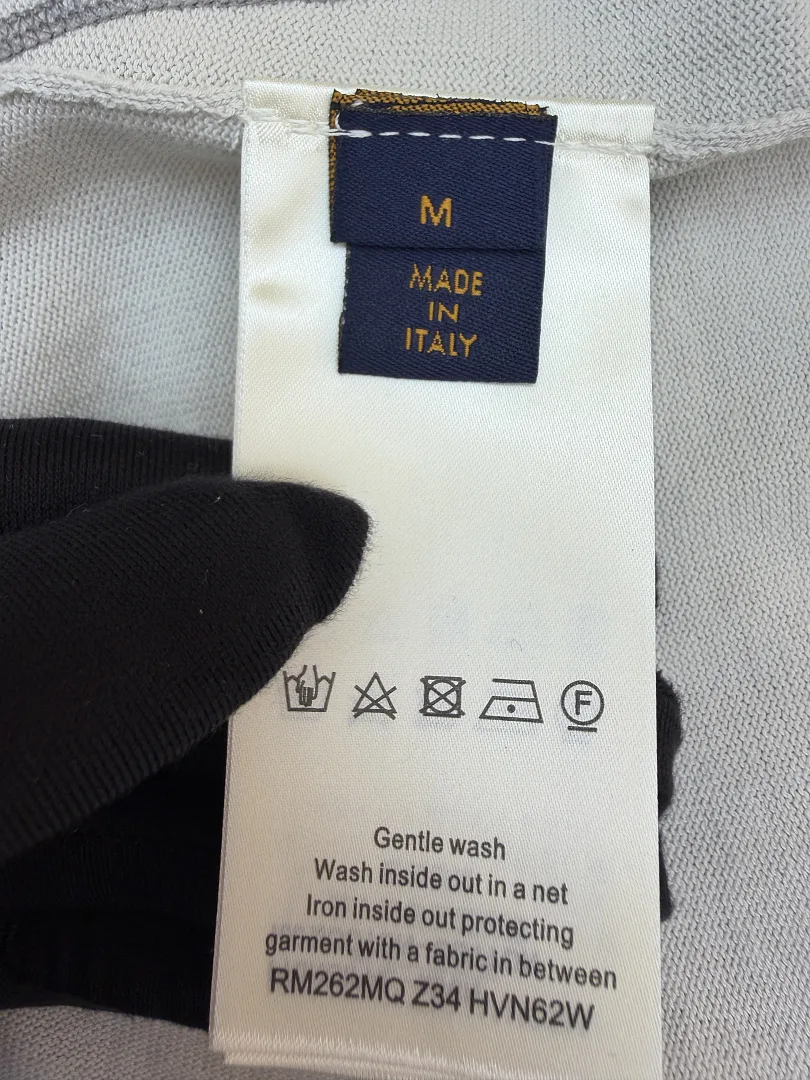 M
MADE
IN
ITALY
F
Gentle wash
Wash inside out in a net
Iron inside out protecting
garment with a fabric in between
RM262MQ Z34 HVN62W